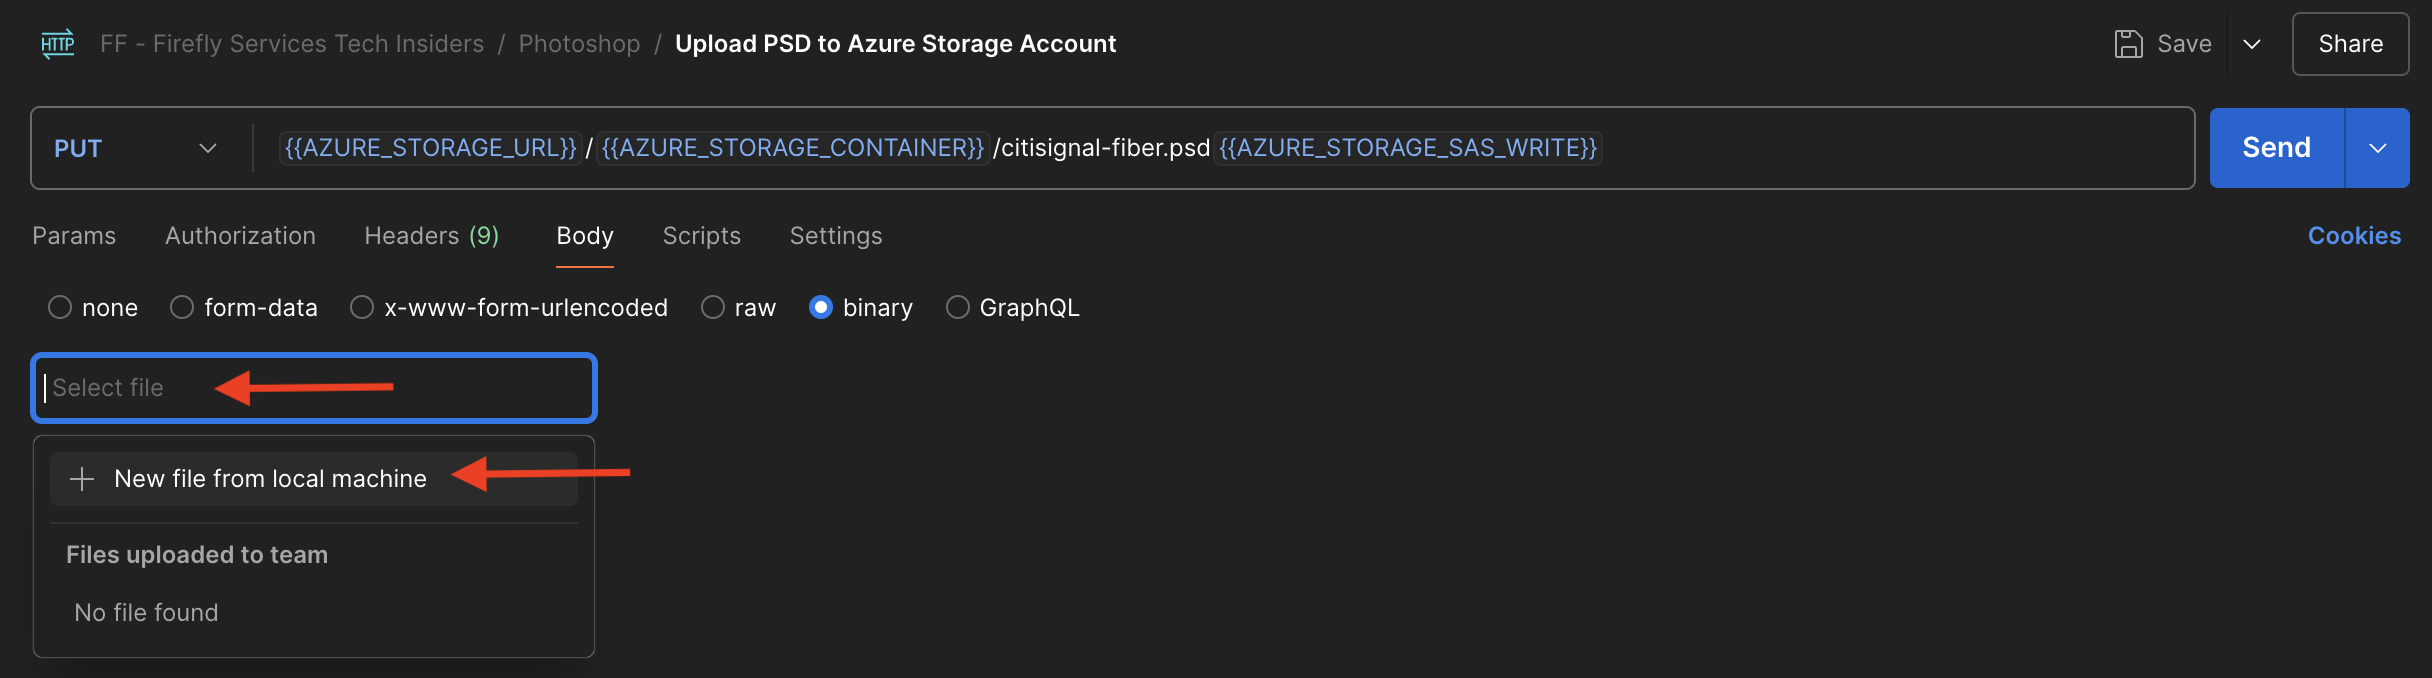 HTTP FF - Firefly Services Tech Insiders / Photoshop / Upload PSD to Azure Storage Account Save Share
PUT {{AZURE_STORAGE_URL}}/{{AZURE_STORAGE_CONTAINER}}/citisignal-fiber.psd{{AZURE_STORAGE_SAS_WRITE}} Send
Params Authorization Headers (9) Body Scripts Settings Cookies
none form-data x-www-form-urlencoded raw binary GraphQL
Select file
New file from local machine
Files uploaded to team
No file found